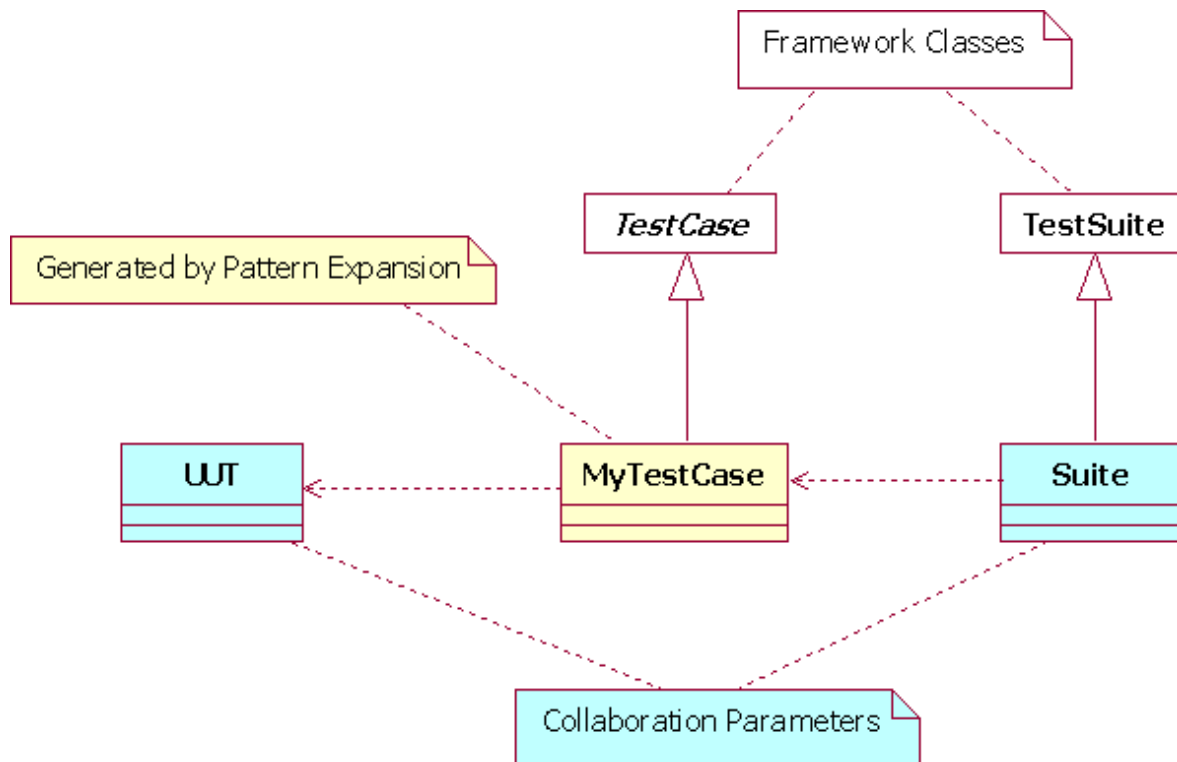 Framework Classes
TestCase
TestSuite
Generated by Pattern Expansion
UUT
MyTestCase
Suite
Collaboration Parameters